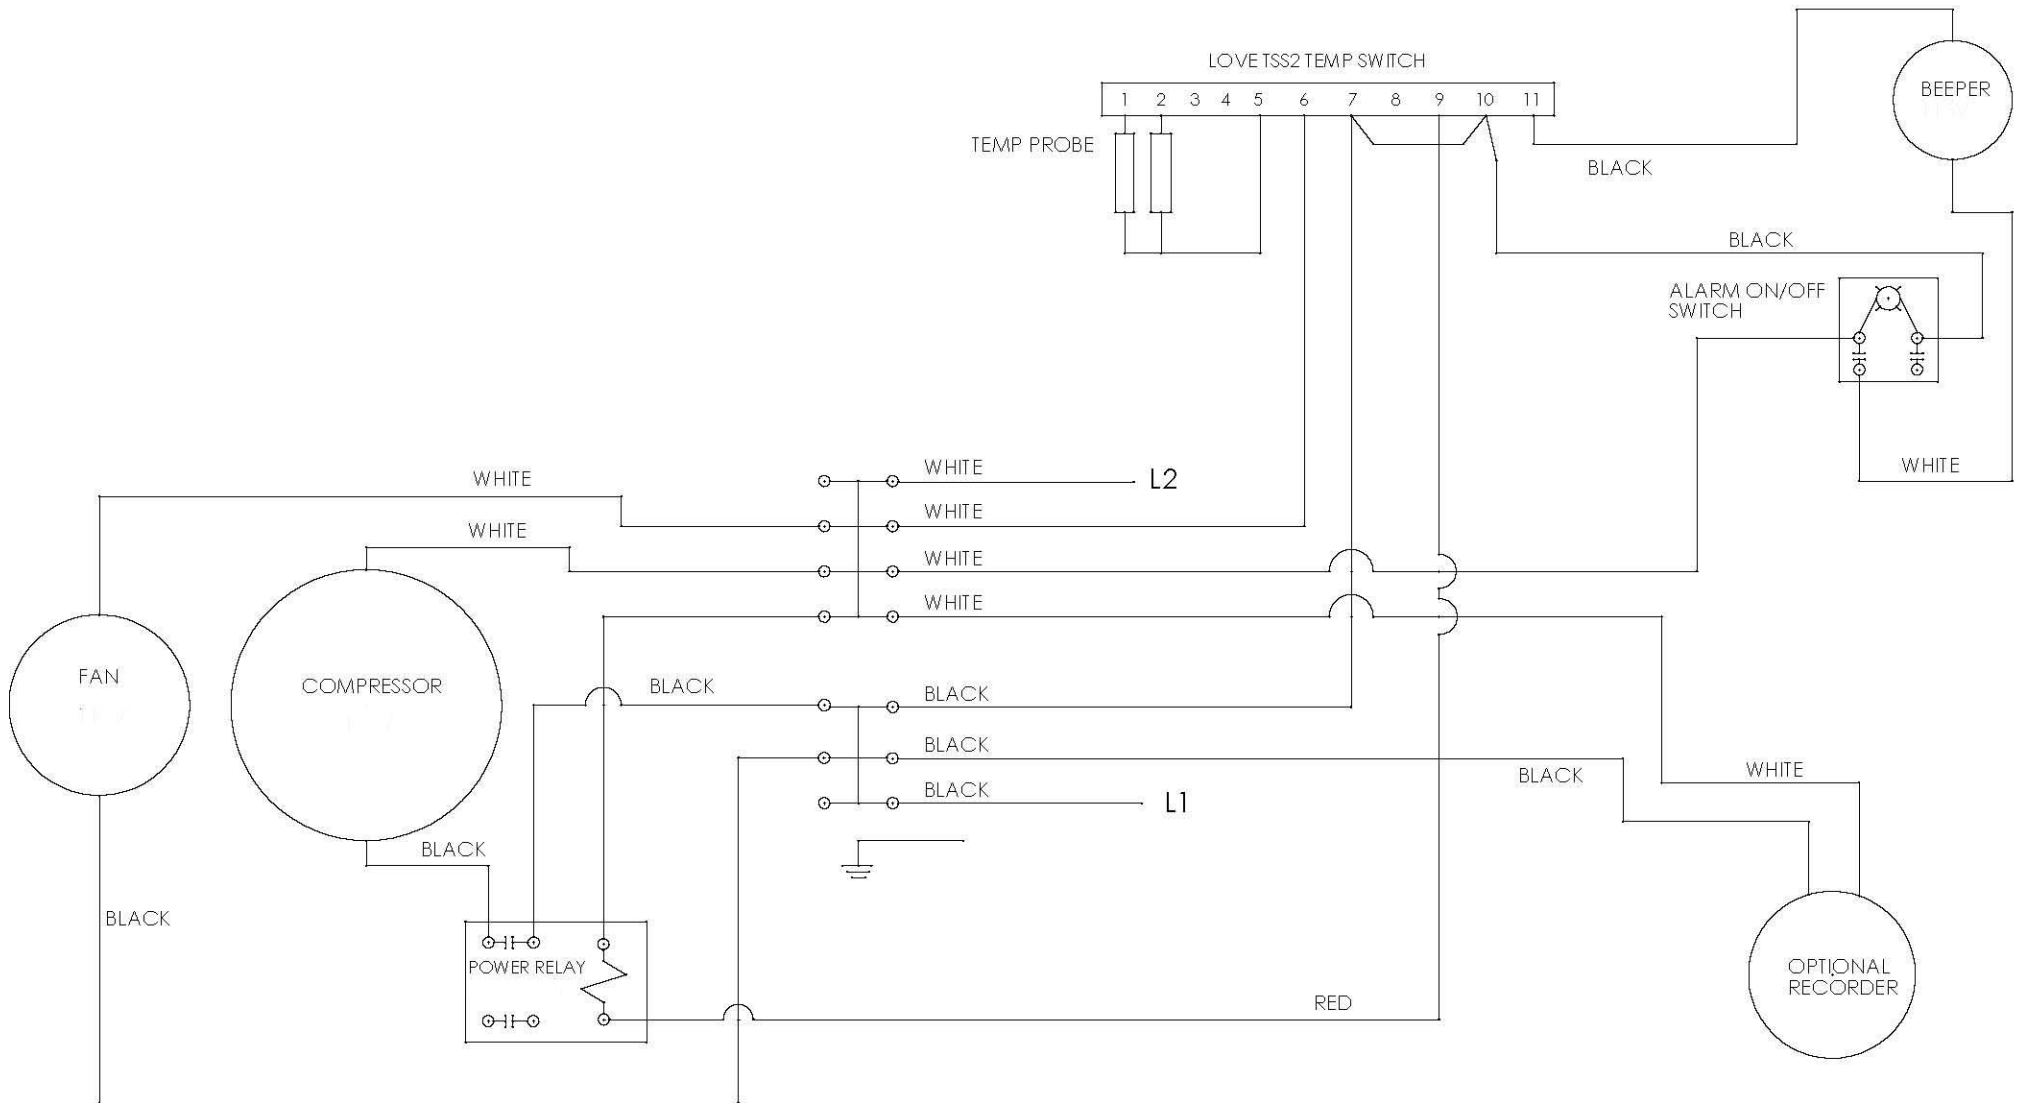 LOVE TSS2 TEMP SWITCH
1 2 3 4 5 6 7 8 9 10 11
BEEPER
TEMP PROBE
BLACK
BLACK
ALARM ON/OFF
SWITCH
WHITE
WHITE
L2
WHITE
WHITE
WHITE
WHITE
WHITE
FAN
COMPRESSOR
BLACK
BLACK
BLACK
BLACK
WHITE
BLACK
L1
BLACK
BLACK
POWER RELAY
OPTIONAL
RECORDER
RED